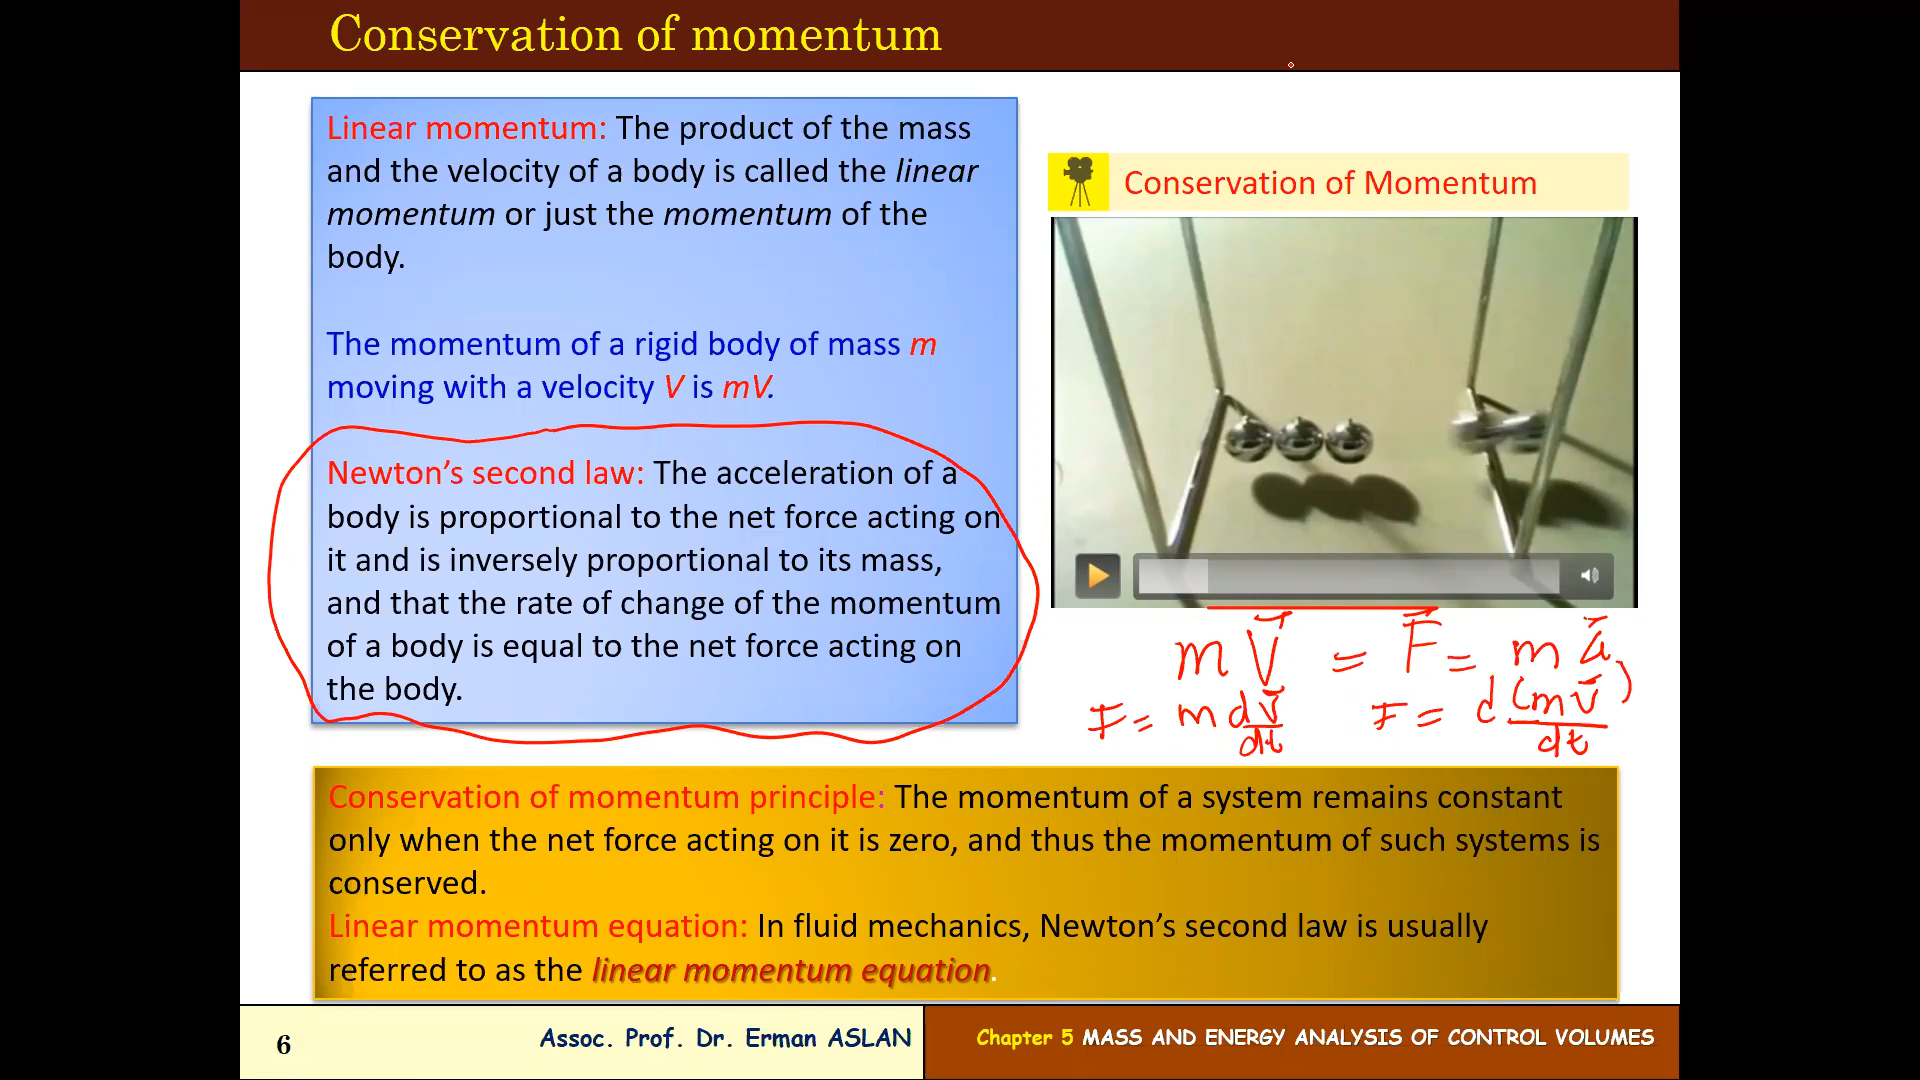 Conservation of momentum
Linear momentum: The product of the mass
and the velocity of a body is called the linear
momentum or just the momentum of the
body.
The momentum of a rigid body of mass m
moving with a velocity V is mV.
Newton’s second law: The acceleration of a
body is proportional to the net force acting on
it and is inversely proportional to its mass,
and that the rate of change of the momentum
of a body is equal to the net force acting on
the body.
Conservation of Momentum
m V⃗ = F⃗ = m a⃗
F = m dv⃗/dt F = d(mv⃗)/dt
Conservation of momentum principle: The momentum of a system remains constant
only when the net force acting on it is zero, and thus the momentum of such systems is
conserved.
Linear momentum equation: In fluid mechanics, Newton’s second law is usually
referred to as the linear momentum equation.
6
Assoc. Prof. Dr. Erman ASLAN
Chapter 5 MASS AND ENERGY ANALYSIS OF CONTROL VOLUMES